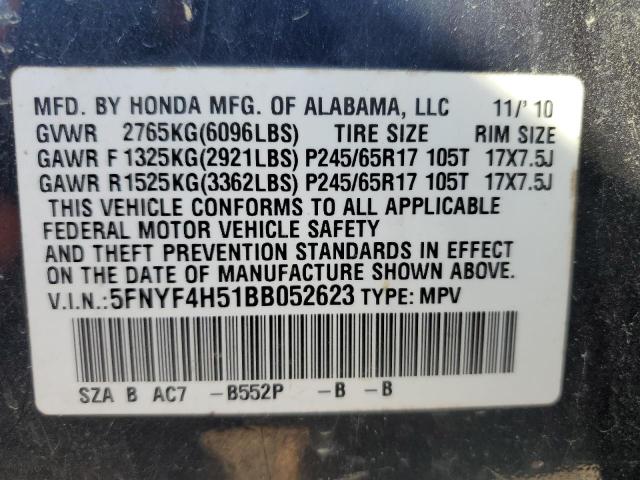 MFD. BY HONDA MFG. OF ALABAMA, LLC 11/'10
GVWR 2765KG(6096LBS) TIRE SIZE RIM SIZE
GAWR F1325KG(2921LBS) P245/65R17 105T 17X7.5J
GAWR R1525KG(3362LBS) P245/65R17 105T 17X7.5J
THIS VEHICLE CONFORMS TO ALL APPLICABLE
FEDERAL MOTOR VEHICLE SAFETY
AND THEFT PREVENTION STANDARDS IN EFFECT
ON THE DATE OF MANUFACTURE SHOWN ABOVE.
V.I.N.:5FNYF4H51BB052623 TYPE: MPV
SZA B AC7 -B552P -B -B